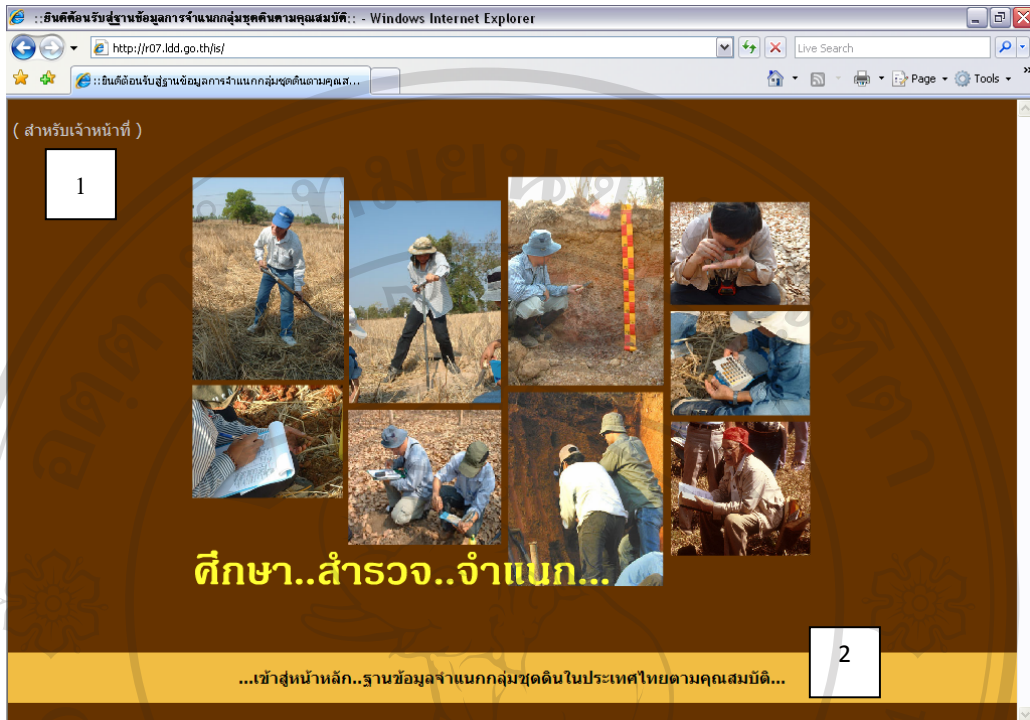 ::ยินดีต้อนรับสู่ฐานข้อมูลการจำแนกกลุ่มชุดดินตามคุณสมบัติ:: - Windows Internet Explorer
http://r07.ldd.go.th/is/
Live Search
::ยินดีต้อนรับสู่ฐานข้อมูลการจำแนกกลุ่มชุดดินตามคุณส...
Page
Tools
( สำหรับเจ้าหน้าที่ )
1
ศึกษา..สำรวจ..จำแนก...
2
...เข้าสู่หน้าหลัก..ฐานข้อมูลจำแนกกลุ่มชุดดินในประเทศไทยตามคุณสมบัติ...